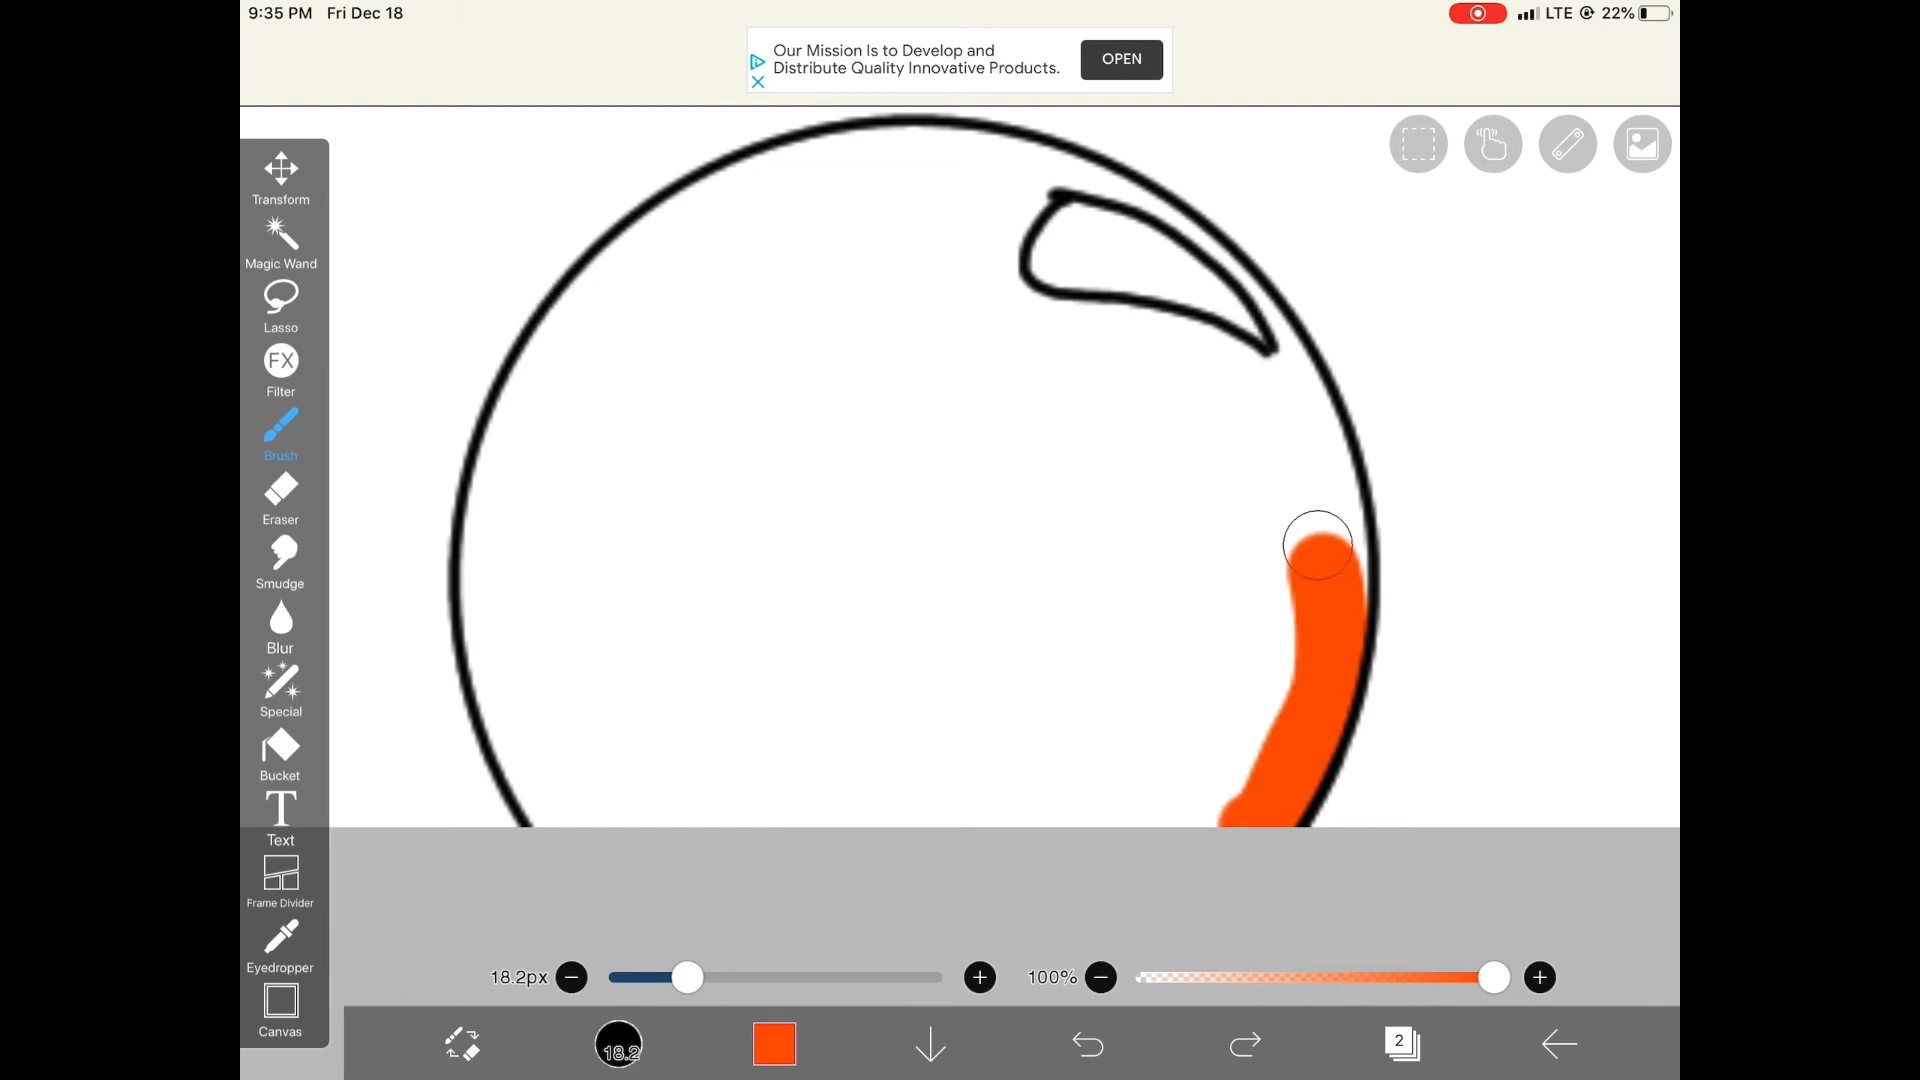 9:35 PM Fri Dec 18
LTE 22%
Our Mission Is to Develop and
Distribute Quality Innovative Products.
OPEN
Transform
Magic Wand
Lasso
FX
Filter
Brush
Eraser
Smudge
Blur
Special
Bucket
T
Text
Frame Divider
Eyedropper
Canvas
18.2px
100%
18.2
2